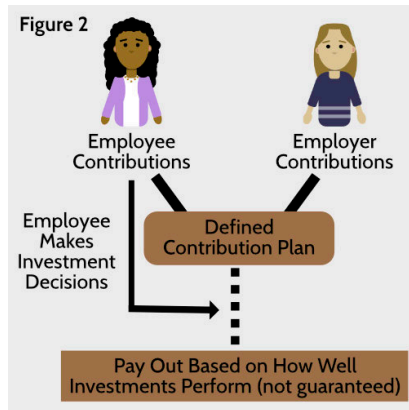 Figure 2
Employee
Contributions
Employer
Contributions
Employee
Makes
Investment
Decisions
Defined
Contribution Plan
Pay Out Based on How Well
Investments Perform (not guaranteed)